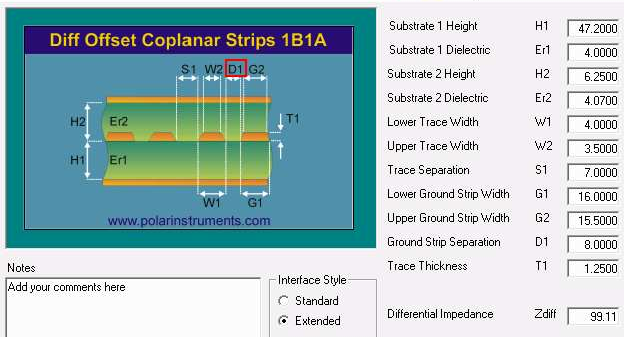 Diff Offset Coplanar Strips 1B1A
S1 W2 D1 G2
H2 Er2 T1
H1 Er1
W1 G1
www.polarinstruments.com
Substrate 1 Height H1 47.2000
Substrate 1 Dielectric Er1 4.0000
Substrate 2 Height H2 6.2500
Substrate 2 Dielectric Er2 4.0700
Lower Trace Width W1 4.0000
Upper Trace Width W2 3.5000
Trace Separation S1 7.0000
Lower Ground Strip Width G1 16.0000
Upper Ground Strip Width G2 15.5000
Ground Strip Separation D1 8.0000
Trace Thickness T1 1.2500
Notes
Add your comments here
Interface Style
Standard
Extended
Differential Impedance Zdiff 99.11